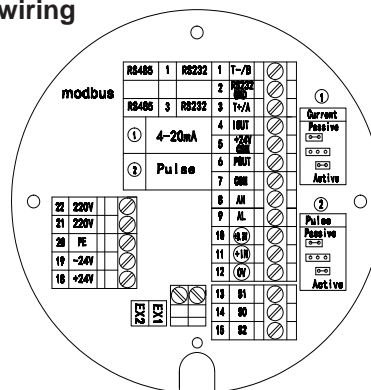 wiring
modbus
RS485 1 RS232 1 T-/B
2 RS232 GND
RS485 3 RS232 3 T+/A
① 4-20mA 4 IOUT
5 +24V COM
② Pulse 6 POUT
7 COM
8 AH
9 AL
10
11 +IN
12 0V
13 S1
14 S0
15 S2
22 220V
21 220V
20 PE
19 -24V
18 +24V
EX2 EX1
①
Current
Passive
Active
②
Pulse
Passive
Active